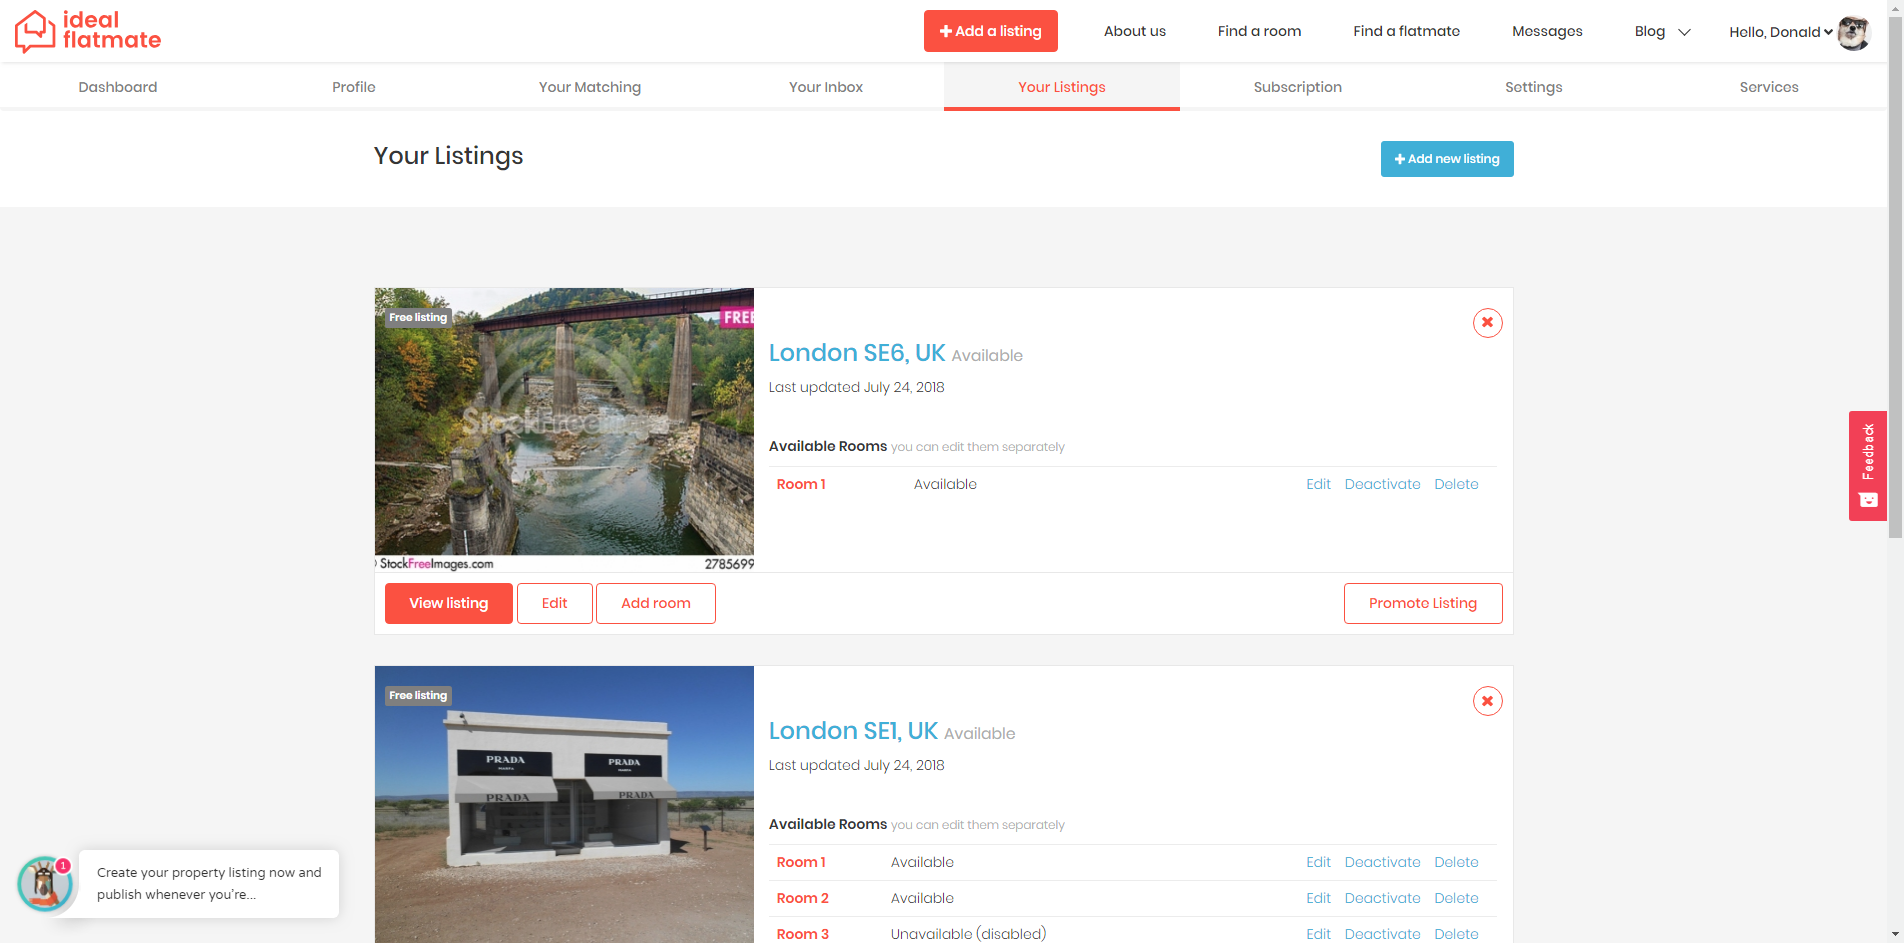 ideal
flatmate
Add a listing
About us
Find a room
Find a flatmate
Messages
Blog
Hello, Donald
Dashboard
Profile
Your Matching
Your Inbox
Your Listings
Subscription
Settings
Services
Your Listings
Add new listing
Free listing
FREE
StockFree
StockFreeImages.com
2785699
London SE6, UK Available
Last updated July 24, 2018
Available Rooms you can edit them separately
Room 1 Available Edit Deactivate Delete
View listing
Edit
Add room
Promote Listing
Feedback
Free listing
PRADA
MARFA
PRADA
MARFA
PRADA
PRADA
London SE1, UK Available
Last updated July 24, 2018
Available Rooms you can edit them separately
Room 1 Available Edit Deactivate Delete
Room 2 Available Edit Deactivate Delete
Room 3 Unavailable (disabled) Edit Deactivate Delete
1
Create your property listing now and
publish whenever you're...